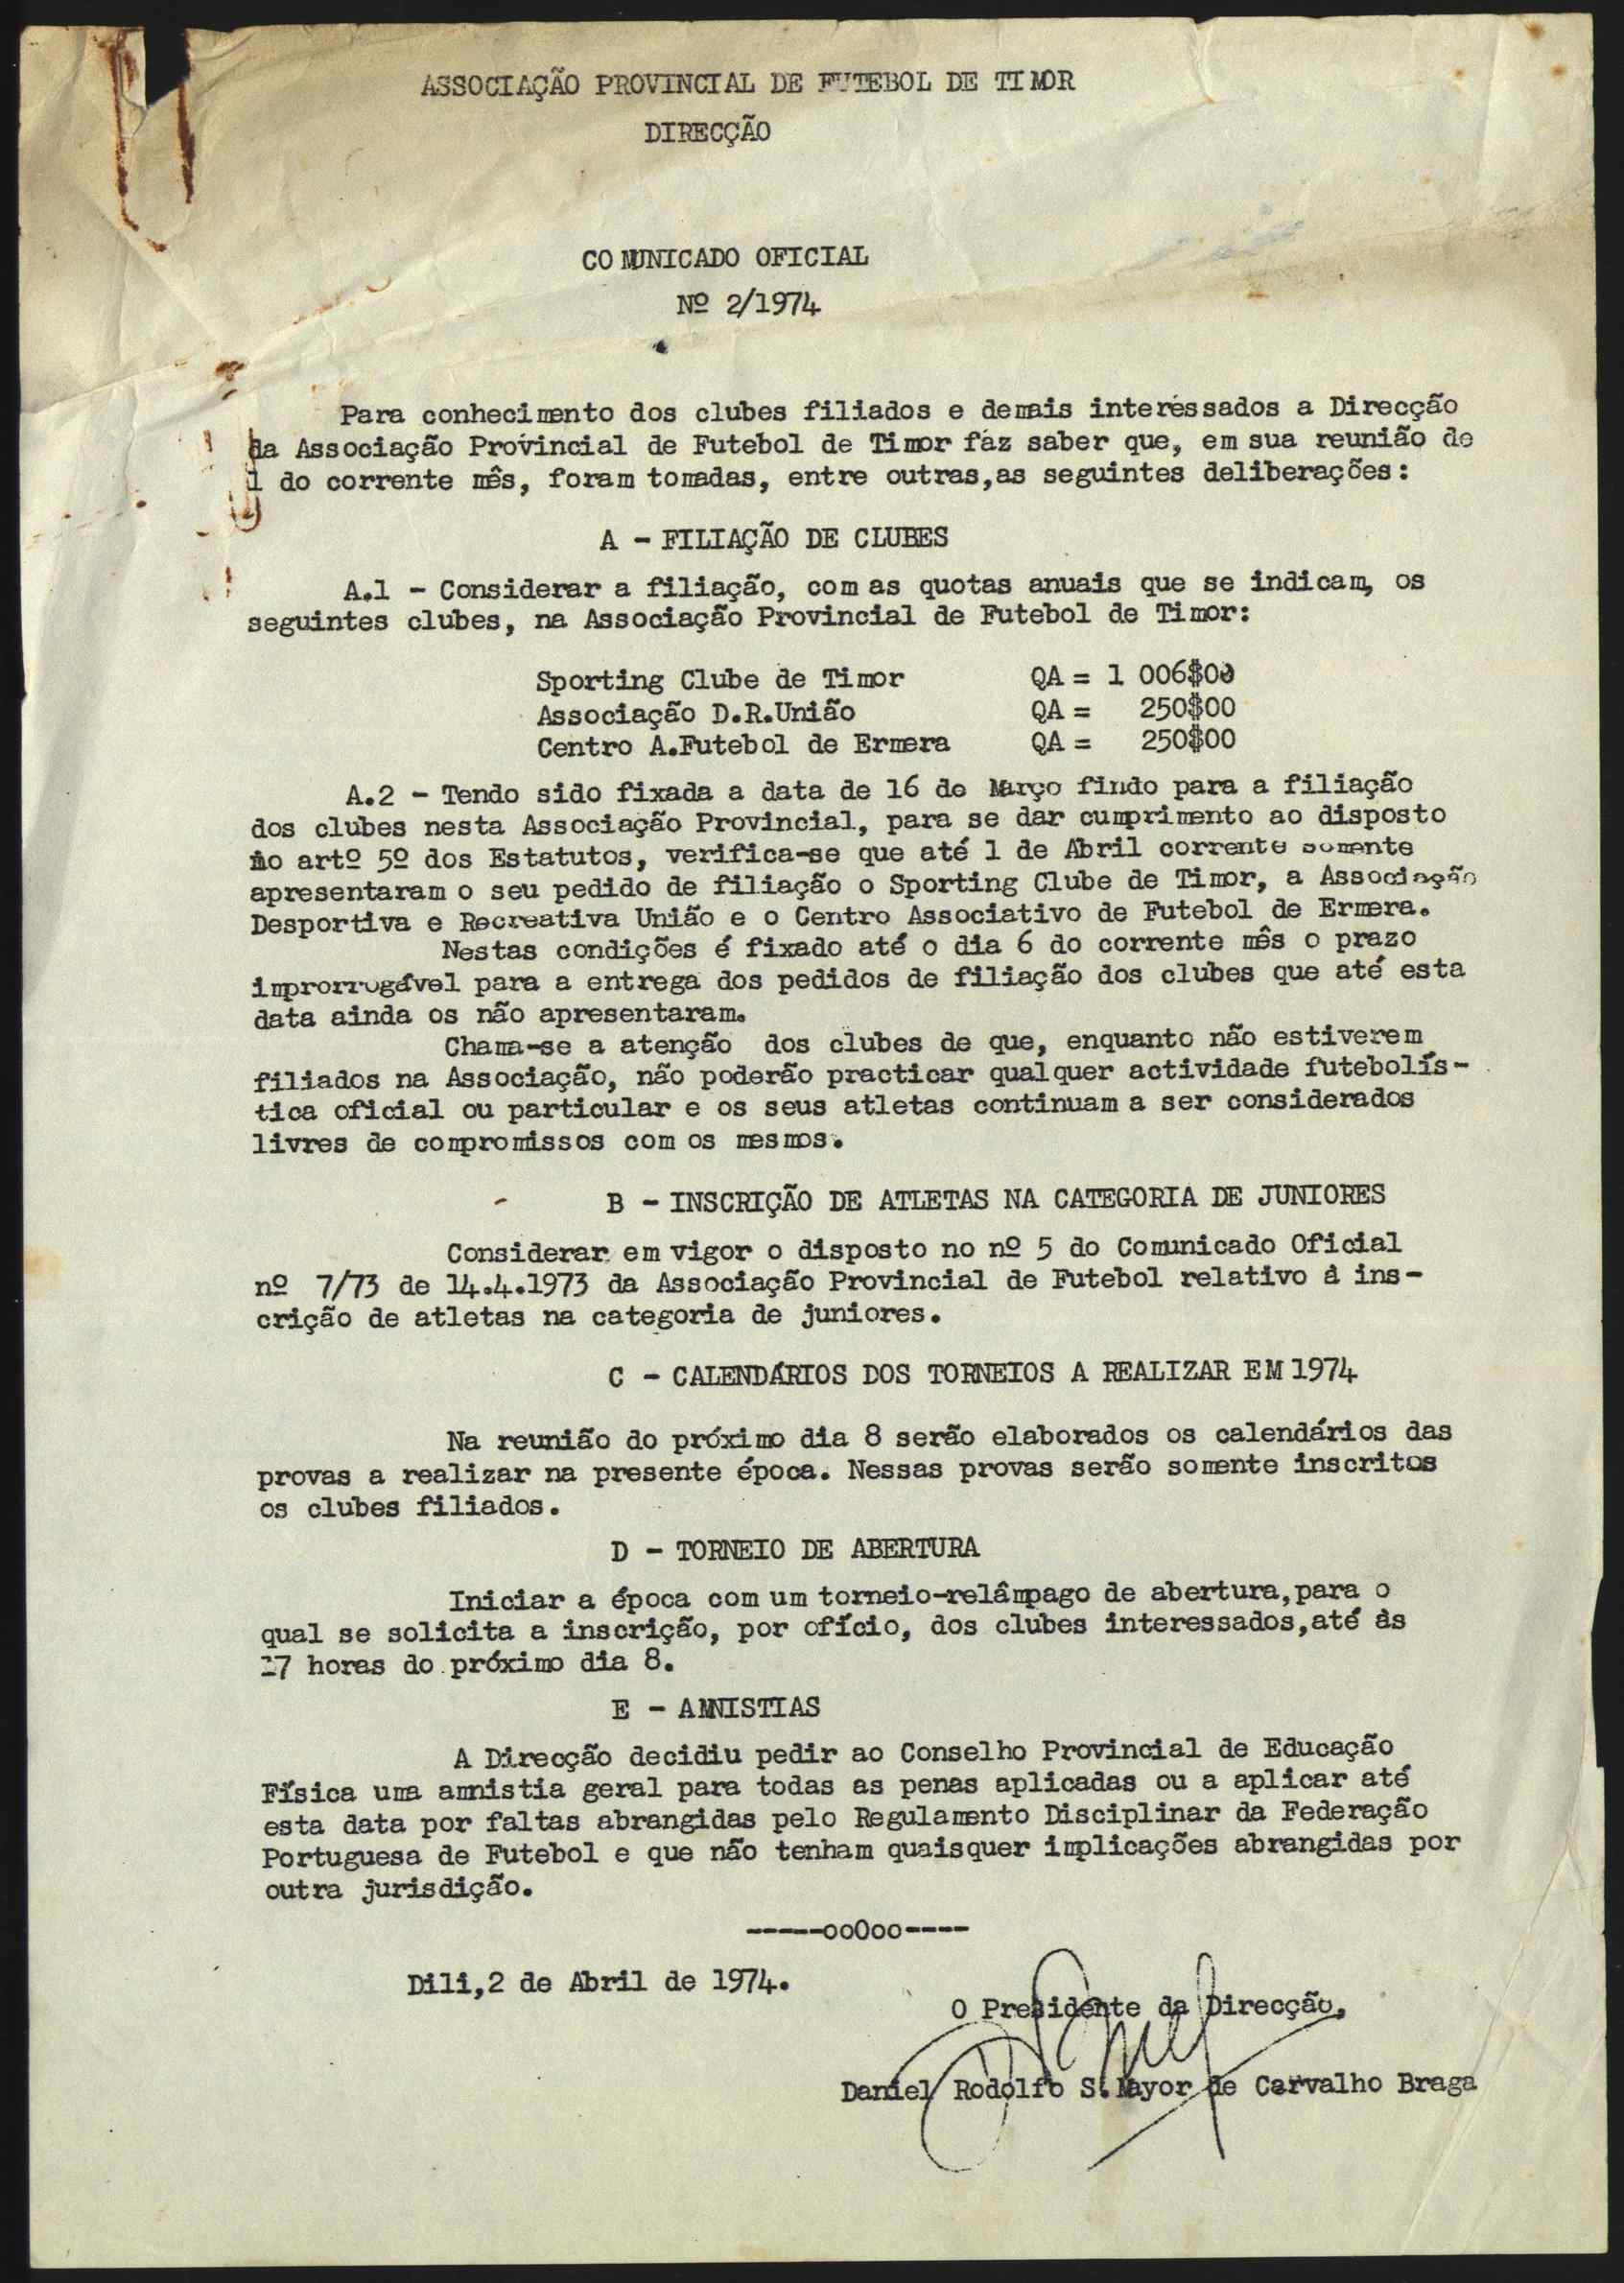 ASSOCIAÇÃO PROVINCIAL DE FUTEBOL DE TIMOR
DIRECÇÃO
COMUNICADO OFICIAL
Nº 2/1974
Para conhecimento dos clubes filiados e demais interessados a Direcção
da Associação Provincial de Futebol de Timor faz saber que, em sua reunião de
1 do corrente mês, foram tomadas, entre outras,as seguintes deliberações:
A - FILIAÇÃO DE CLUBES
A.1 - Considerar a filiação, com as quotas anuais que se indicam, os
seguintes clubes, na Associação Provincial de Futebol de Timor:
Sporting Clube de Timor QA = 1 006$00
Associação D.R.União QA = 250$00
Centro A.Futebol de Ermera QA = 250$00
A.2 - Tendo sido fixada a data de 16 de Março findo para a filiação
dos clubes nesta Associação Provincial, para se dar cumprimento ao disposto
no artº 5º dos Estatutos, verifica-se que até 1 de Abril corrente somente
apresentaram o seu pedido de filiação o Sporting Clube de Timor, a Associação
Desportiva e Recreativa União e o Centro Associativo de Futebol de Ermera.
Nestas condições é fixado até o dia 6 do corrente mês o prazo
improrrogável para a entrega dos pedidos de filiação dos clubes que até esta
data ainda os não apresentaram.
Chama-se a atenção dos clubes de que, enquanto não estiverem
filiados na Associação, não poderão practicar qualquer actividade futebolís-
tica oficial ou particular e os seus atletas continuam a ser considerados
livres de compromissos com os mesmos.
B - INSCRIÇÃO DE ATLETAS NA CATEGORIA DE JUNIORES
Considerar em vigor o disposto no nº 5 do Comunicado Oficial
nº 7/73 de 14.4.1973 da Associação Provincial de Futebol relativo à ins-
crição de atletas na categoria de juniores.
C - CALENDÁRIOS DOS TORNEIOS A REALIZAR EM 1974
Na reunião do próximo dia 8 serão elaborados os calendários das
provas a realizar na presente época. Nessas provas serão somente inscritos
os clubes filiados.
D - TORNEIO DE ABERTURA
Iniciar a época com um torneio-relâmpago de abertura,para o
qual se solicita a inscrição, por ofício, dos clubes interessados,até às
17 horas do próximo dia 8.
E - AMNISTIAS
A Direcção decidiu pedir ao Conselho Provincial de Educação
Física uma amnistia geral para todas as penas aplicadas ou a aplicar até
esta data por faltas abrangidas pelo Regulamento Disciplinar da Federação
Portuguesa de Futebol e que não tenham quaisquer implicações abrangidas por
outra jurisdição.
-----ooOoo----
Dili,2 de Abril de 1974.
O Presidente da Direcção,
Daniel Rodolfo S.Mayor de Carvalho Braga